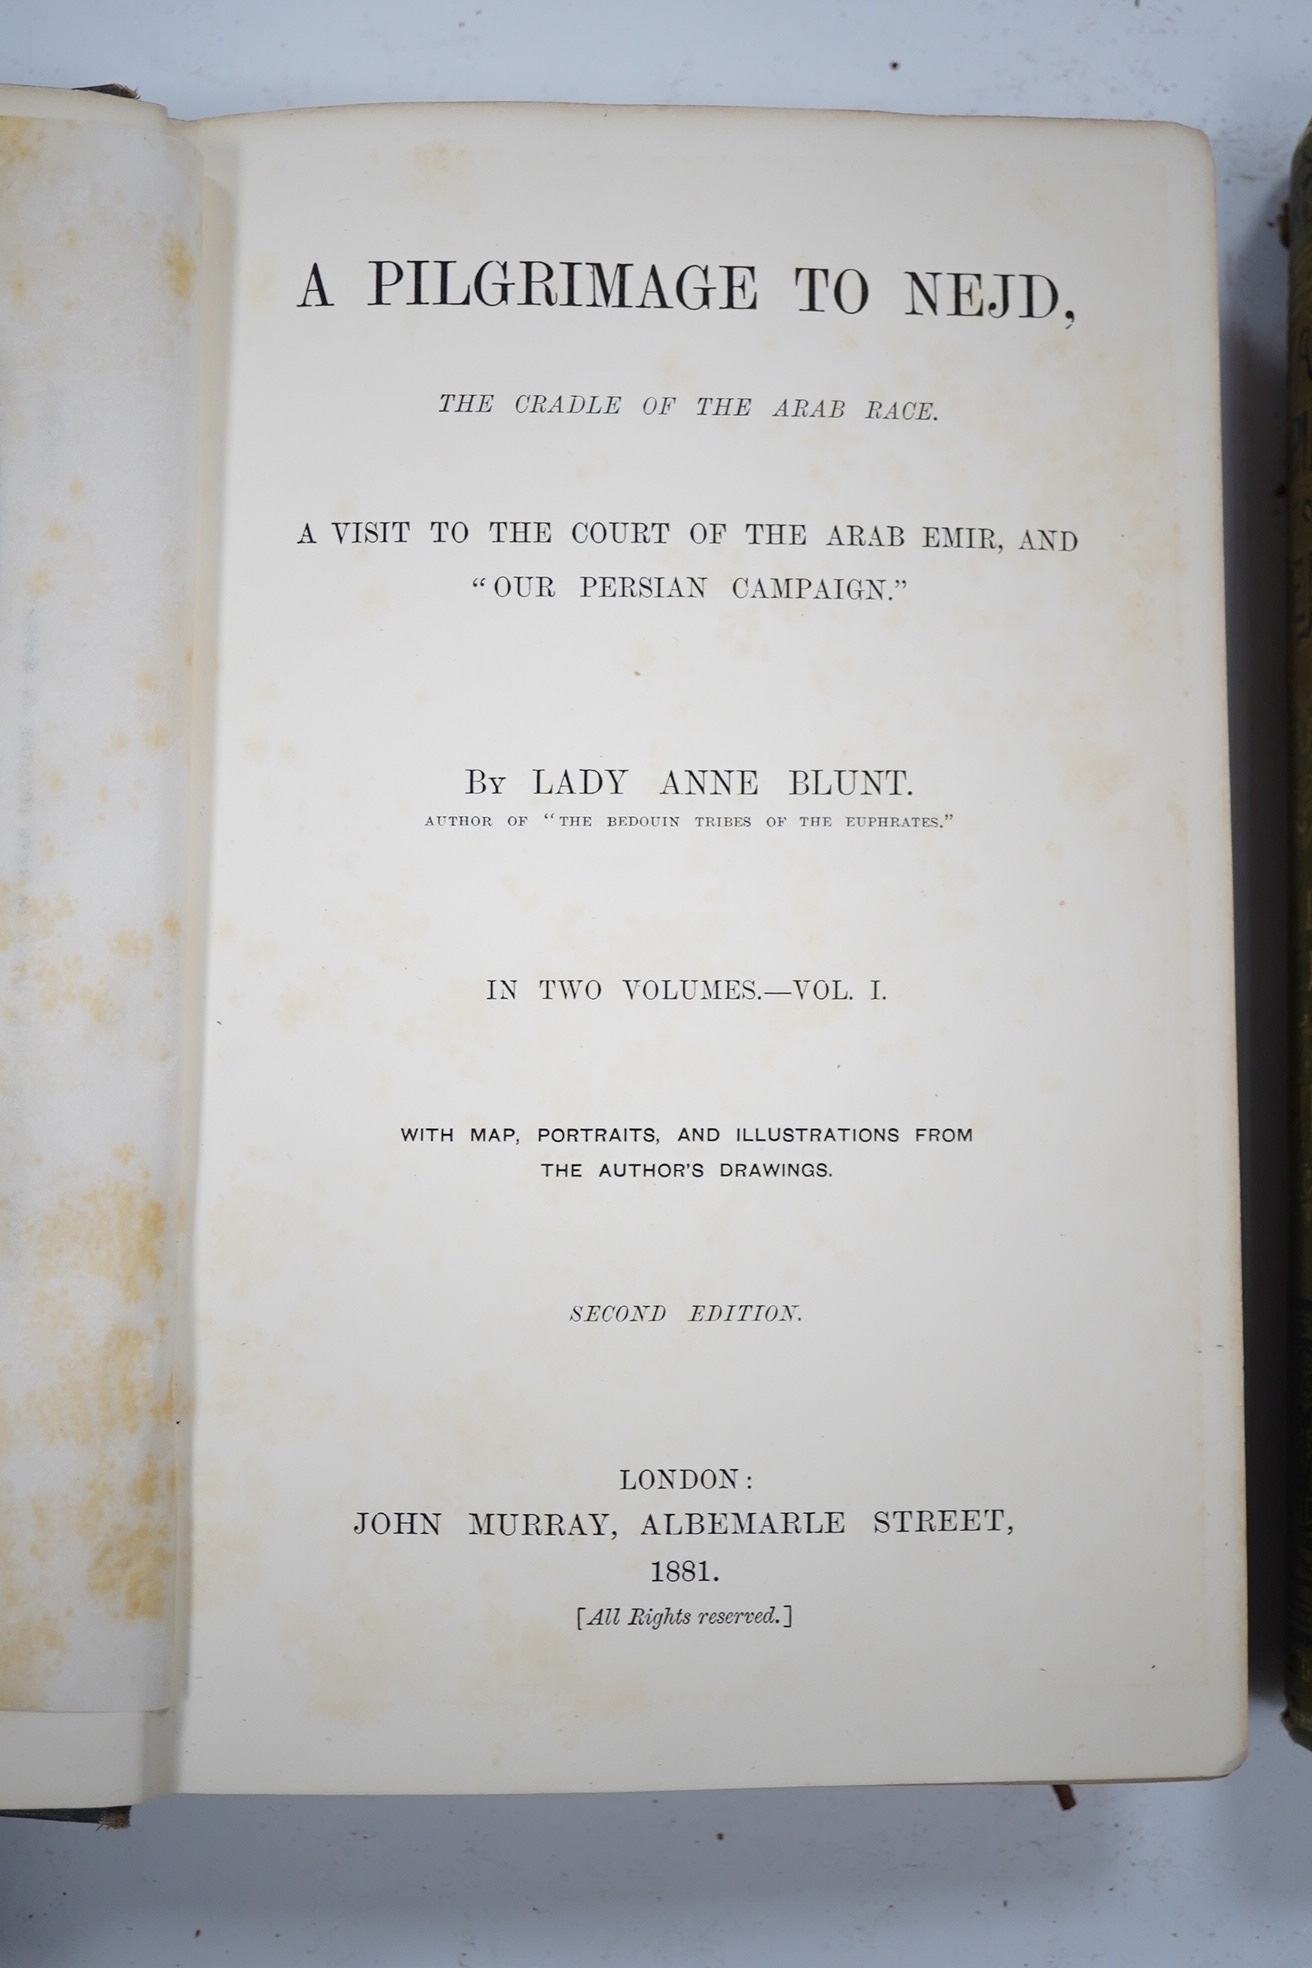 A PILGRIMAGE TO NEJD,
THE CRADLE OF THE ARAB RACE.
A VISIT TO THE COURT OF THE ARAB EMIR, AND
“OUR PERSIAN CAMPAIGN.”
By LADY ANNE BLUNT.
AUTHOR OF “THE BEDOUIN TRIBES OF THE EUPHRATES.”
IN TWO VOLUMES.—VOL. I.
WITH MAP, PORTRAITS, AND ILLUSTRATIONS FROM
THE AUTHOR'S DRAWINGS.
SECOND EDITION.
LONDON:
JOHN MURRAY, ALBEMARLE STREET,
1881.
[All Rights reserved.]